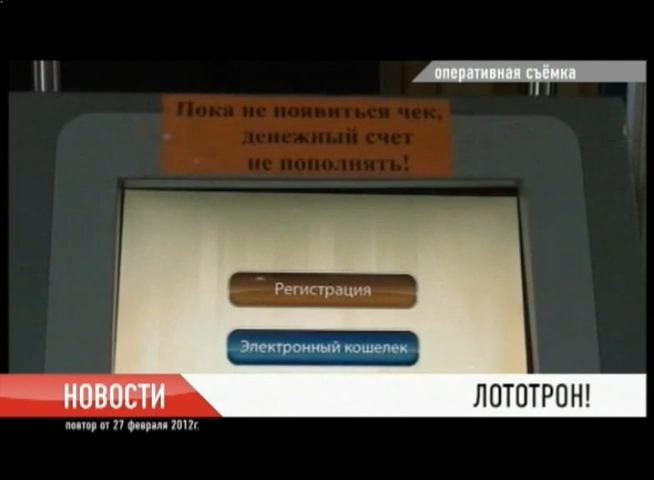 оперативная съёмка
Пока не появиться чек,
денежный счет
не пополнять!
Регистрация
Электронный кошелек
НОВОСТИ
ЛОТОТРОН!
повтор от 27 февраля 2012г.